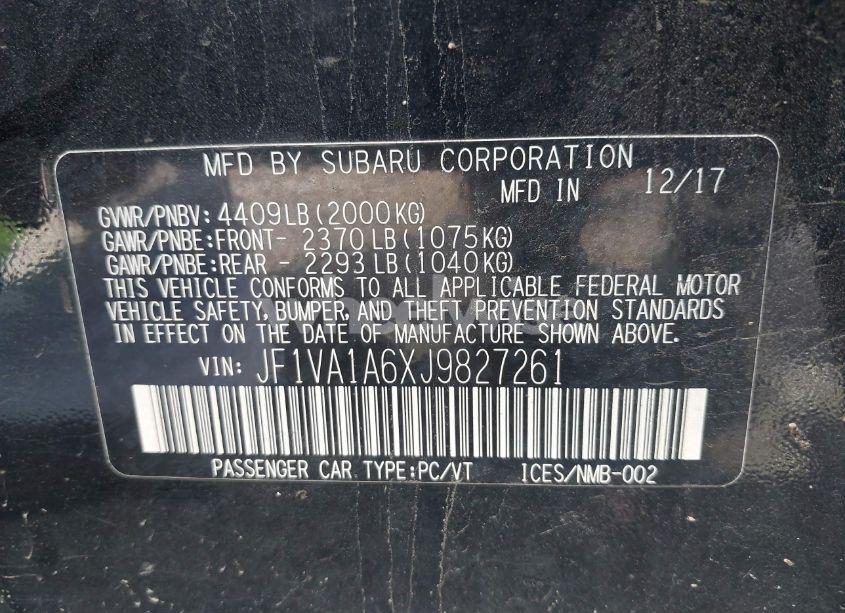 MFD BY SUBARU CORPORATION
MFD IN 12/17
GVWR/PNBV: 4409LB(2000KG)
GAWR/PNBE:FRONT- 2370LB(1075KG)
GAWR/PNBE:REAR - 2293LB(1040KG)
THIS VEHICLE CONFORMS TO ALL APPLICABLE FEDERAL MOTOR
VEHICLE SAFETY, BUMPER, AND THEFT PREVENTION STANDARDS
IN EFFECT ON THE DATE OF MANUFACTURE SHOWN ABOVE.
VIN: JF1VA1A6XJ9827261
PASSENGER CAR TYPE:PC/VT ICES/NMB-002